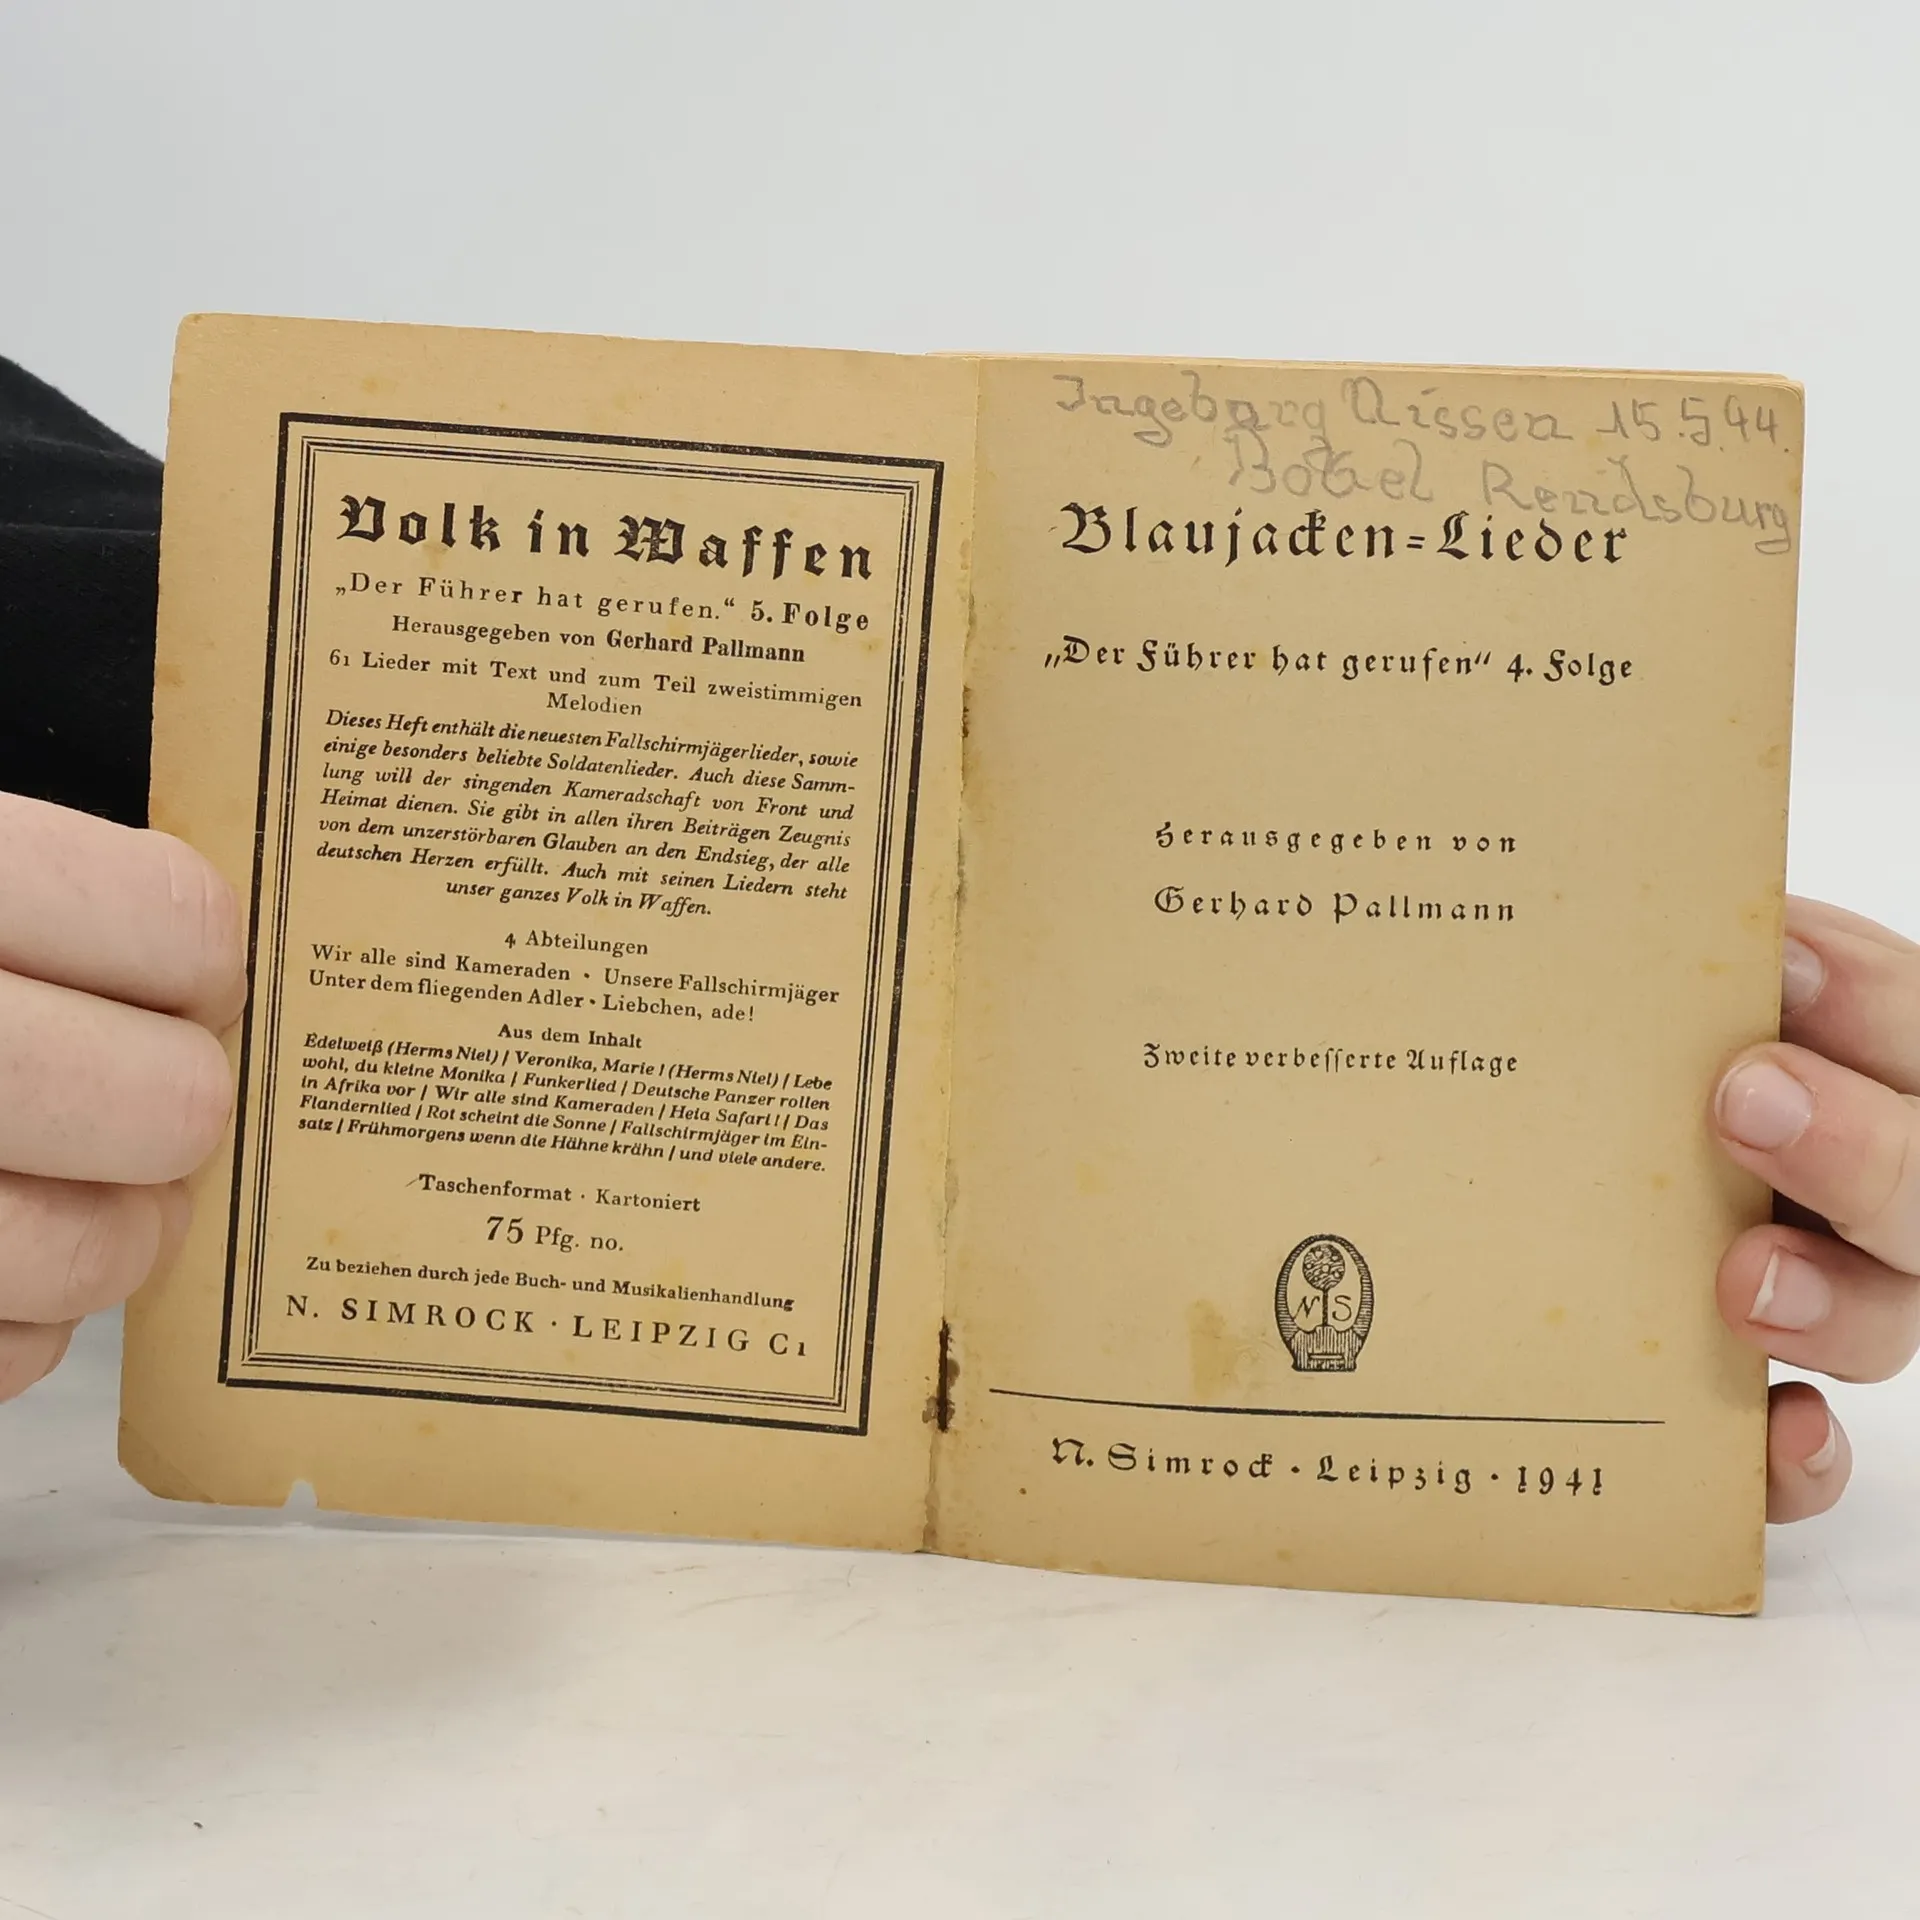 Volk in Waffen
„Der Führer hat gerufen.“ 5. Folge
Herausgegeben von Gerhard Pallmann
61 Lieder mit Text und zum Teil zweistimmigen
Melodien
Dieses Heft enthält die neuesten Fallschirmjägerlieder, sowie
einige besonders beliebte Soldatenlieder. Auch diese Samm-
lung will der singenden Kameradschaft von Front und
Heimat dienen. Sie gibt in allen ihren Beiträgen Zeugnis
von dem unzerstörbaren Glauben an den Endsieg, der alle
deutschen Herzen erfüllt. Auch mit seinen Liedern steht
unser ganzes Volk in Waffen.
4 Abteilungen
Wir alle sind Kameraden • Unsere Fallschirmjäger
Unter dem fliegenden Adler • Liebchen, ade!
Aus dem Inhalt
Edelweiß (Herms Niel) / Veronika, Marie! (Herms Niel) / Lebe
wohl, du kleine Monika / Funkerlied / Deutsche Panzer rollen
in Afrika vor / Wir alle sind Kameraden / Heia Safari! / Das
Flandernlied / Rot scheint die Sonne / Fallschirmjäger im Ein-
satz / Frühmorgens wenn die Hähne krähn / und viele andere.
Taschenformat · Kartoniert
75 Pfg. no.
Zu beziehen durch jede Buch- und Musikalienhandlung
N. SIMROCK · LEIPZIG C1
Ingeborg 15.5.44.
Rendsburg
Blaujacken=Lieder
„Der Führer hat gerufen“ 4. Folge
Herausgegeben von
Gerhard Pallmann
Zweite verbesserte Auflage
N S
N. Simrock · Leipzig · 1941